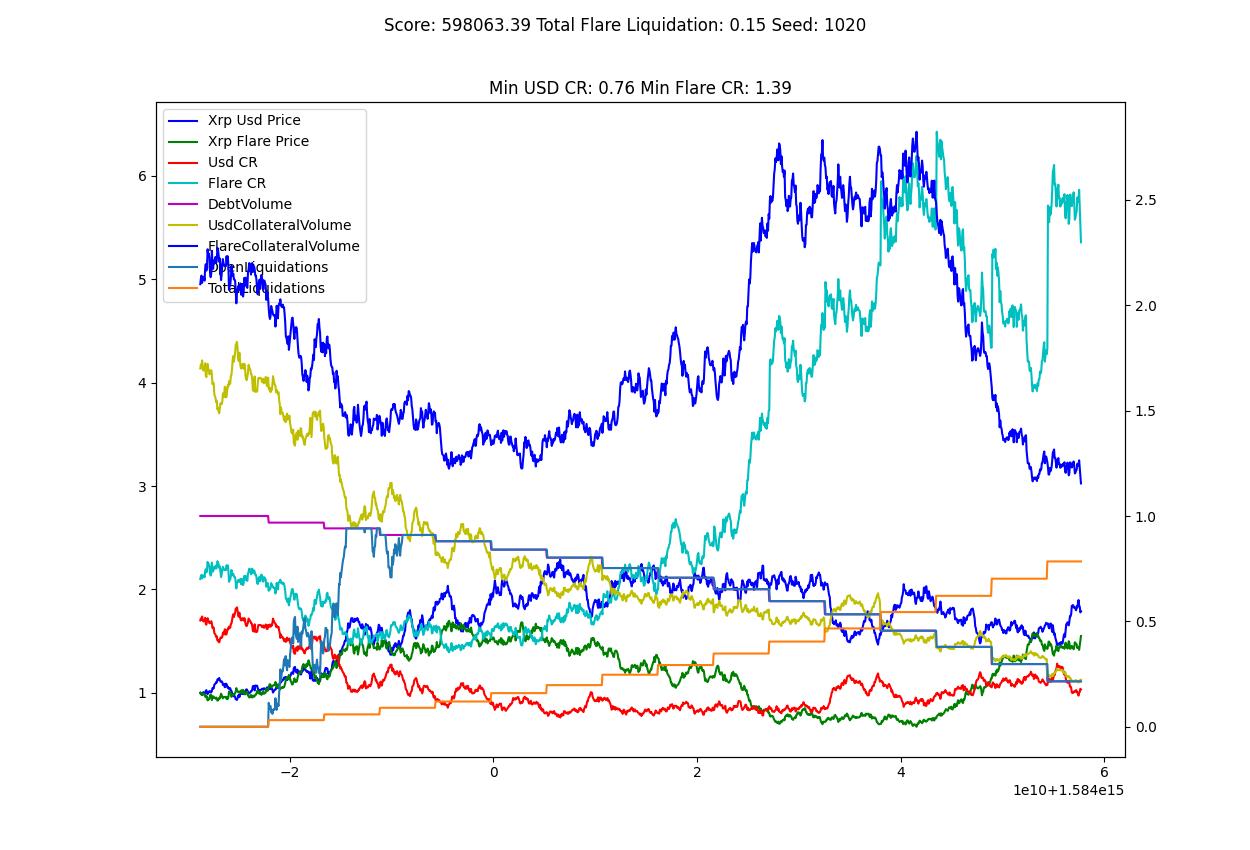 Score: 598063.39 Total Flare Liquidation: 0.15 Seed: 1020
Min USD CR: 0.76 Min Flare CR: 1.39
Xrp Usd Price
Xrp Flare Price
Usd CR
Flare CR
DebtVolume
UsdCollateralVolume
FlareCollateralVolume
OpenLiquidations
TotalLiquidations
6
5
4
3
2
1
2.5
2.0
1.5
1.0
0.5
0.0
−2
0
2
4
6
1e10+1.584e15